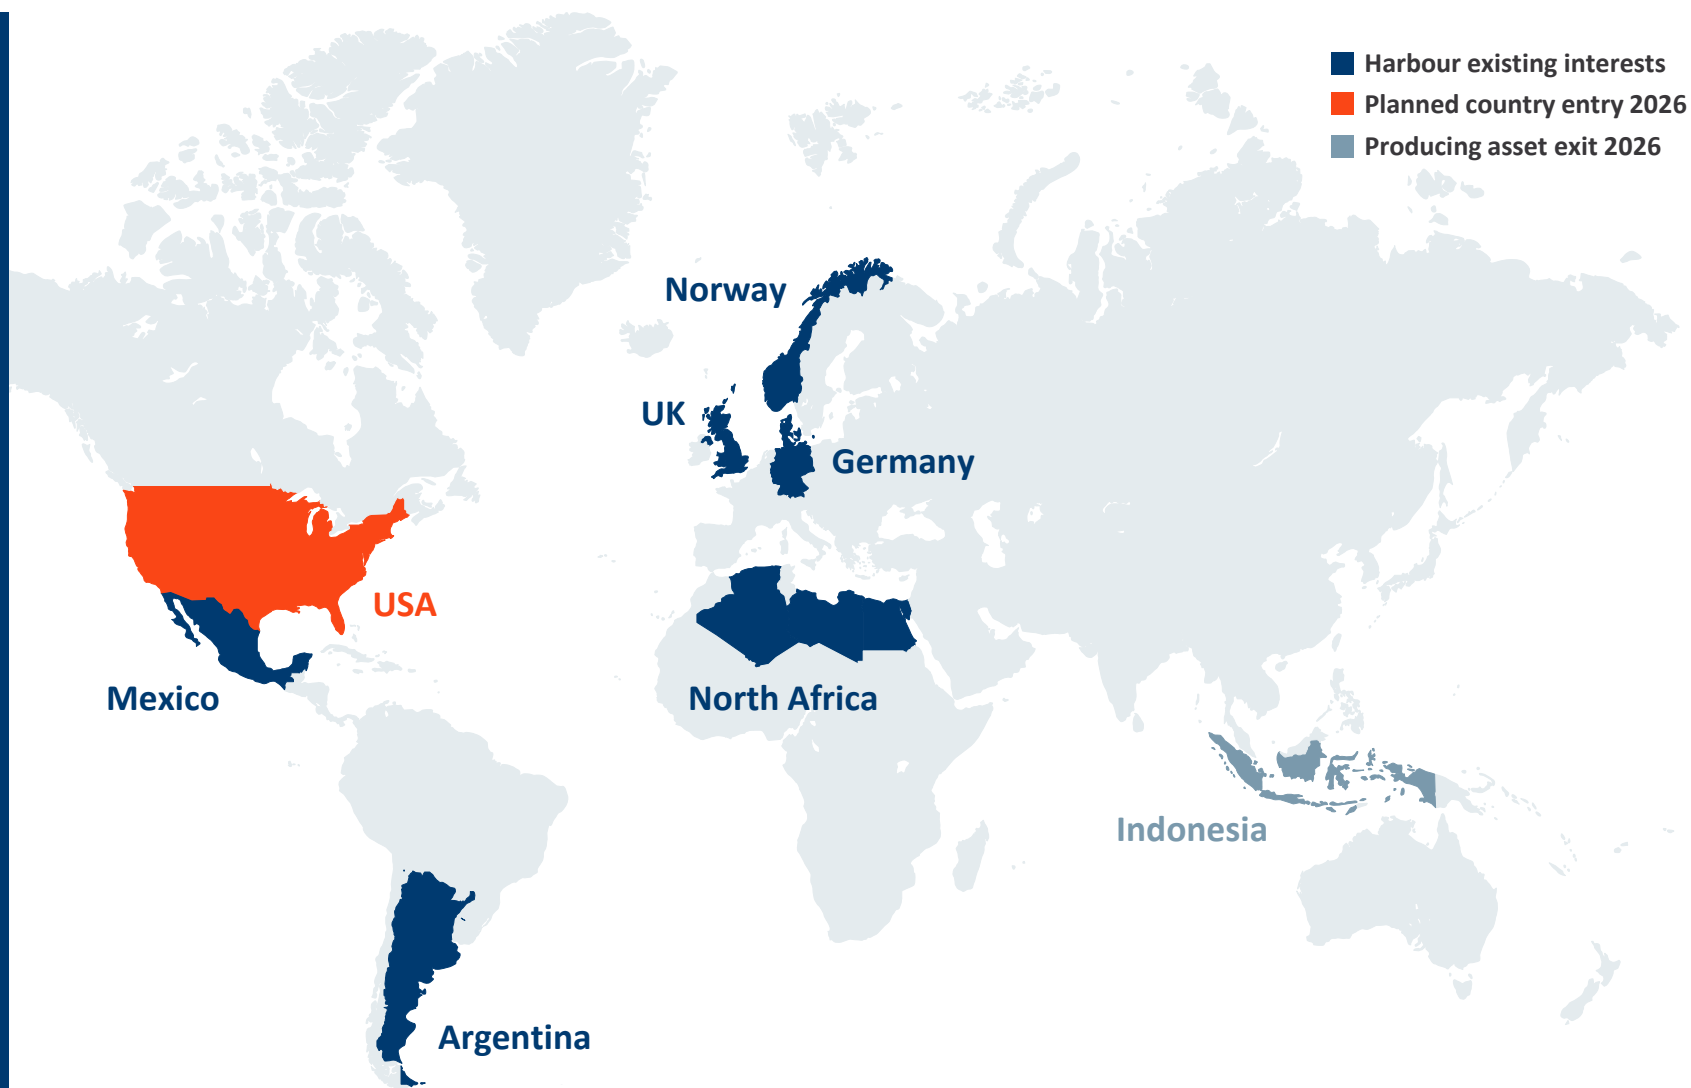 Harbour existing interests
Planned country entry 2026
Producing asset exit 2026
Norway
UK
Germany
USA
Mexico
North Africa
Indonesia
Argentina